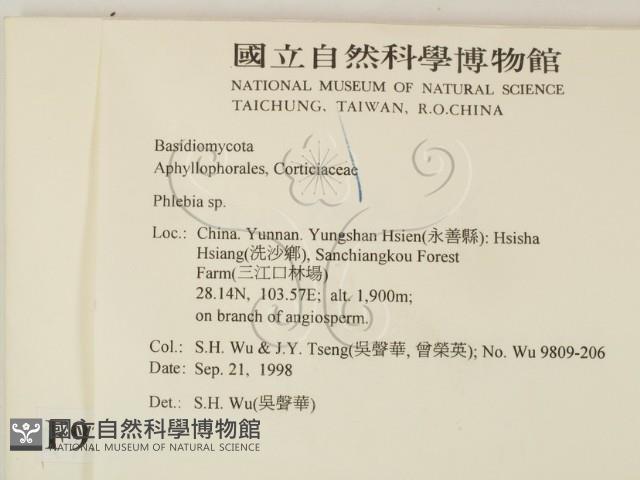 國立自然科學博物館
NATIONAL MUSEUM OF NATURAL SCIENCE
TAICHUNG, TAIWAN, R.O.CHINA
Basidiomycota
Aphyllophorales, Corticiaceae
Phlebia sp.
Loc.: China. Yunnan. Yungshan Hsien(永善縣): Hsisha
Hsiang(洗沙鄉), Sanchiangkou Forest
Farm(三江口林場)
28.14N, 103.57E; alt. 1,900m;
on branch of angiosperm.
Col.: S.H. Wu & J.Y. Tseng(吳聲華, 曾榮英); No. Wu 9809-206
Date: Sep. 21, 1998
Det.: S.H. Wu(吳聲華)
國立自然科學博物館
NATIONAL MUSEUM OF NATURAL SCIENCE